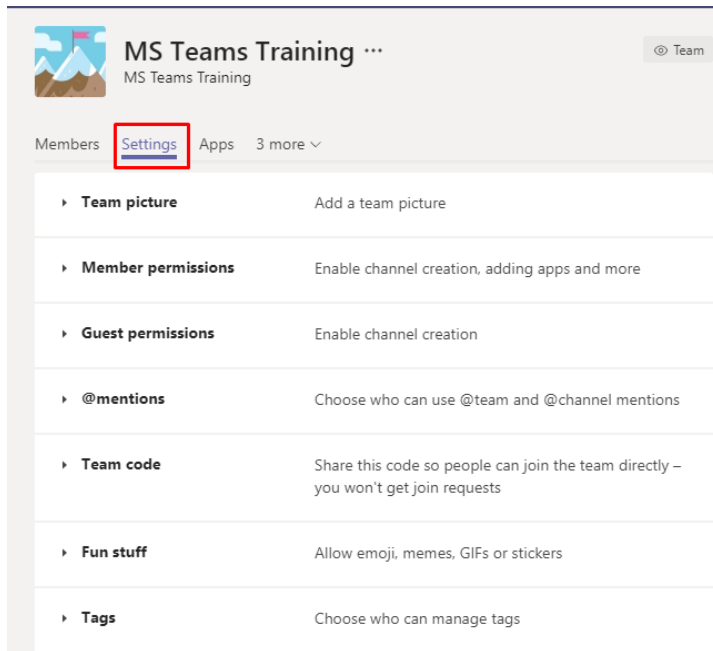 MS Teams Training ···
Team
MS Teams Training
Members Settings Apps 3 more
Team picture Add a team picture
Member permissions Enable channel creation, adding apps and more
Guest permissions Enable channel creation
@mentions Choose who can use @team and @channel mentions
Team code Share this code so people can join the team directly –
you won't get join requests
Fun stuff Allow emoji, memes, GIFs or stickers
Tags Choose who can manage tags